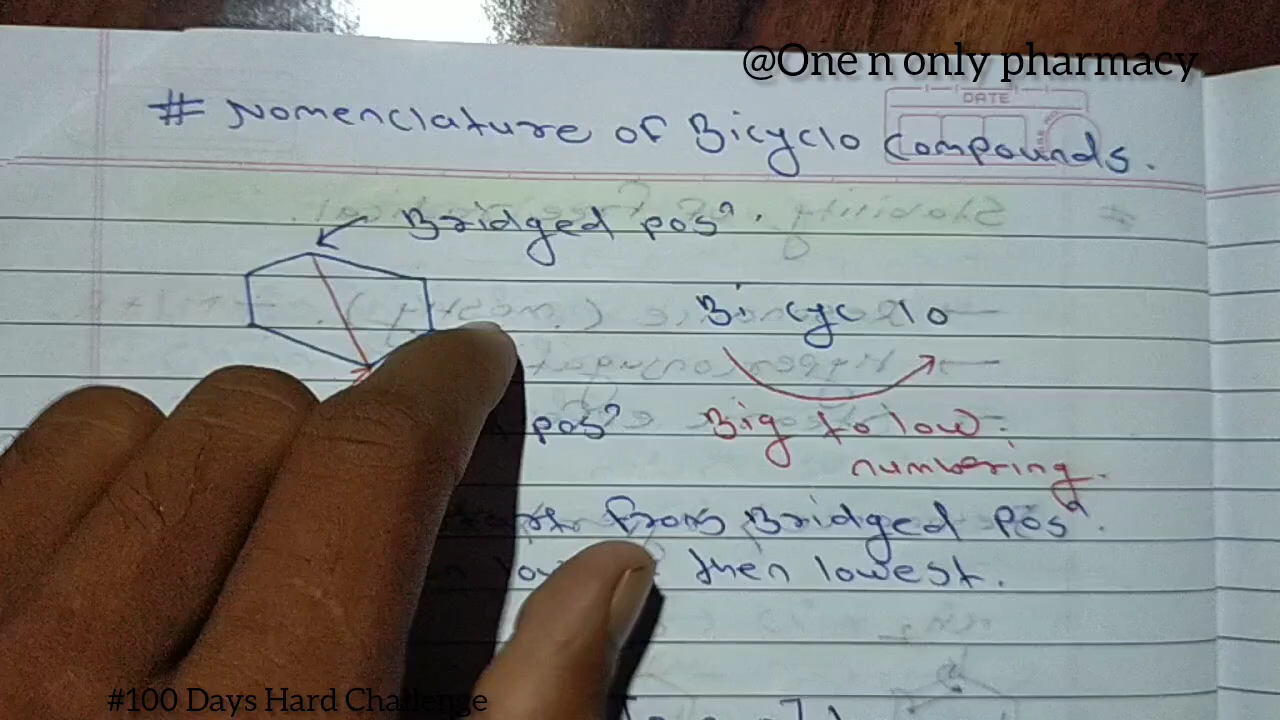 @One n only pharmacy
DATE
# Nomenclature of Bicyclo Compounds.
Bridged posⁿ.
Bicyclo
posⁿ Big to low
numbering.
from Bridged posⁿ.
then lowest.
#100 Days Hard Challenge